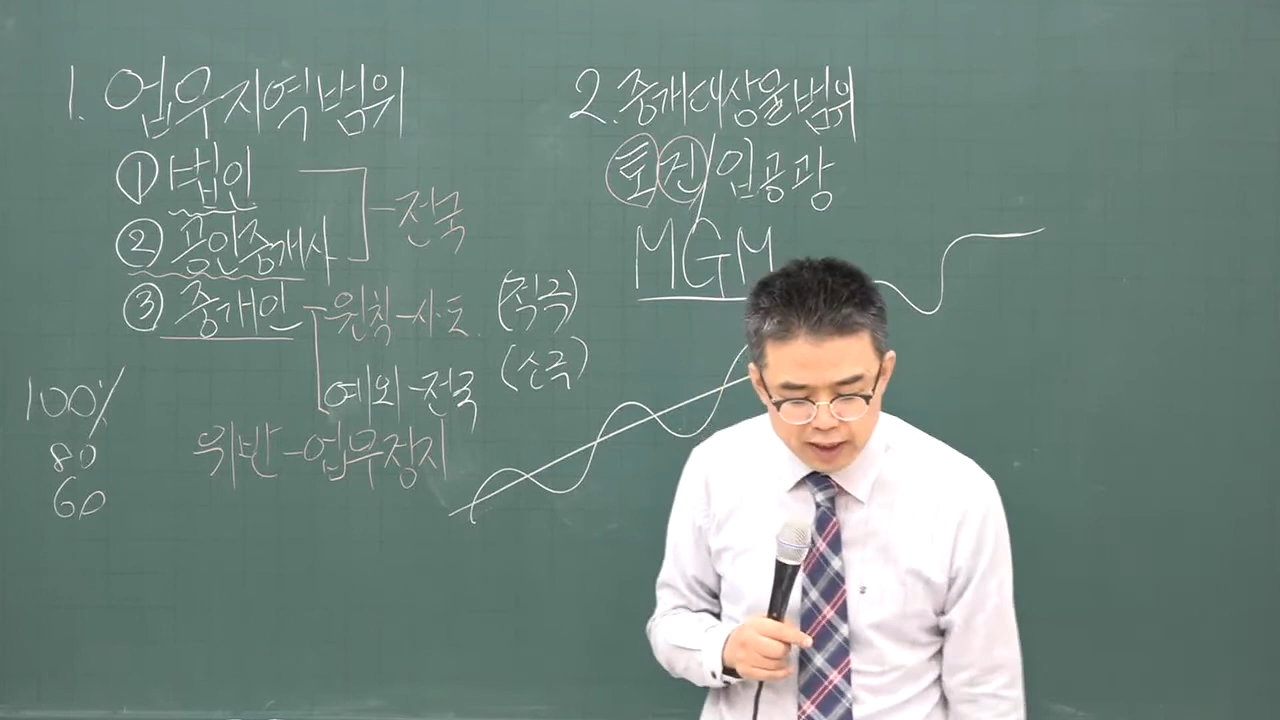 1. 업무지역범위
① 법인
② 공인중개사
전국
③ 중개인
원칙-사·도 (적극)
예외-전국 (소극)
위반-업무정지
100%
80
60
2. 중개대상물범위
토건/입공광
MGM